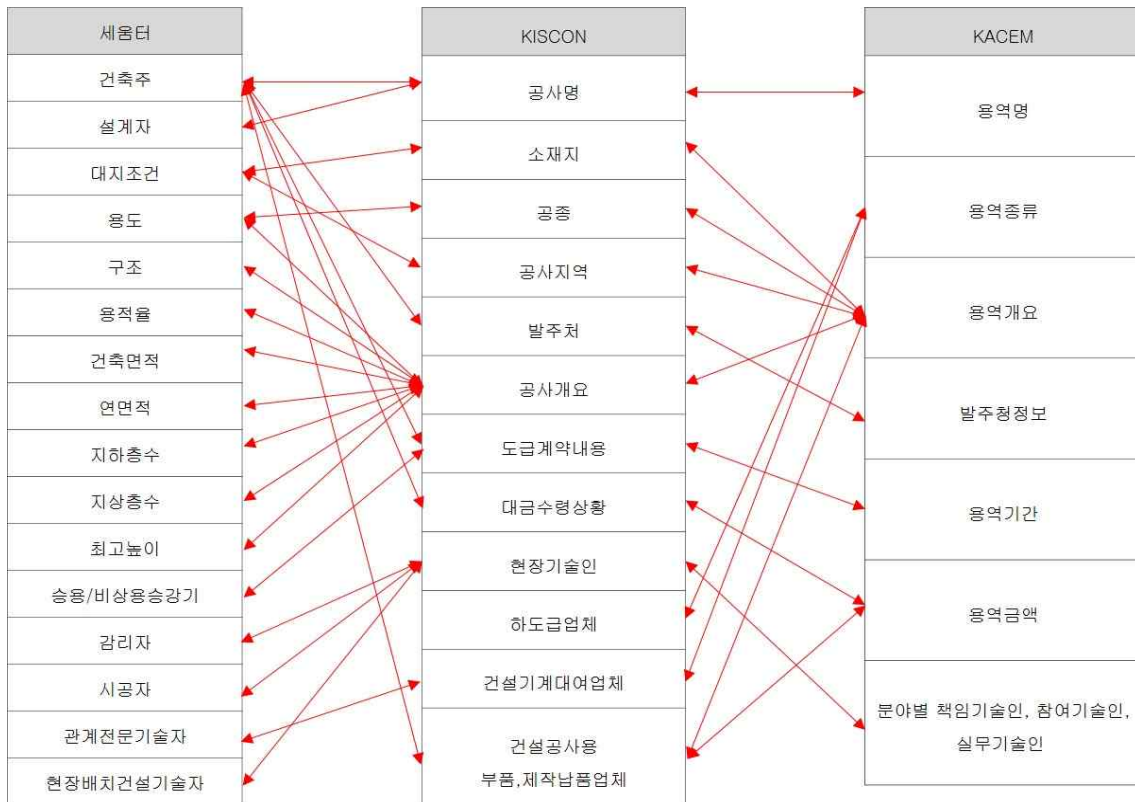 세움터
건축주
설계자
대지조건
용도
구조
용적율
건축면적
연면적
지하층수
지상층수
최고높이
승용/비상용승강기
감리자
시공자
관계전문기술자
현장배치건설기술자
KISCON
공사명
소재지
공종
공사지역
발주처
공사개요
도급계약내용
대금수령상황
현장기술인
하도급업체
건설기계대여업체
건설공사용
부품,제작납품업체
KACEM
용역명
용역종류
용역개요
발주청정보
용역기간
용역금액
분야별 책임기술인, 참여기술인,
실무기술인